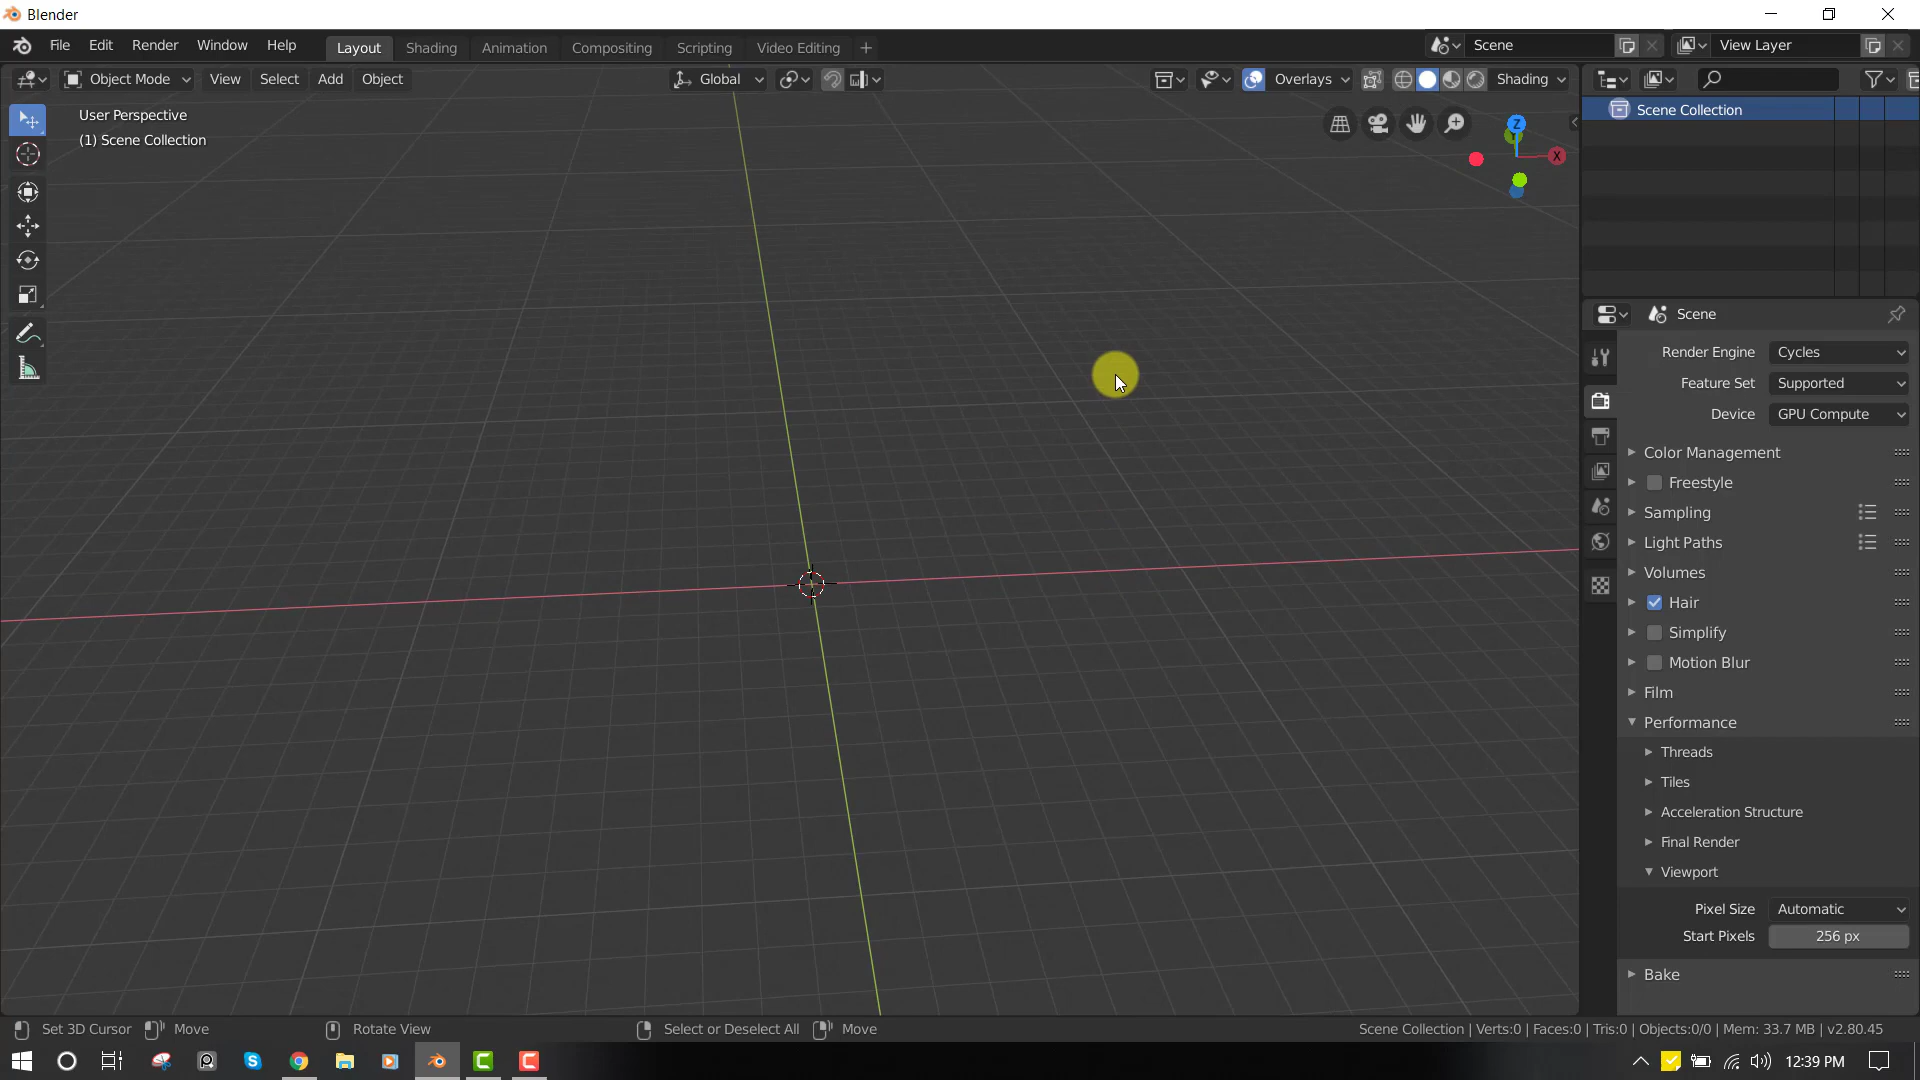 Blender
File Edit Render Window Help Layout Shading Animation Compositing Scripting Video Editing + Scene View Layer
Object Mode View Select Add Object Global Overlays Shading
User Perspective
(1) Scene Collection
Z
X
Scene Collection
Scene
Render Engine Cycles
Feature Set Supported
Device GPU Compute
Color Management
Freestyle
Sampling
Light Paths
Volumes
Hair
Simplify
Motion Blur
Film
Performance
Threads
Tiles
Acceleration Structure
Final Render
Viewport
Pixel Size Automatic
Start Pixels 256 px
Bake
Set 3D Cursor Move Rotate View Select or Deselect All Move Scene Collection | Verts:0 | Faces:0 | Tris:0 | Objects:0/0 | Mem: 33.7 MB | v2.80.45
12:39 PM